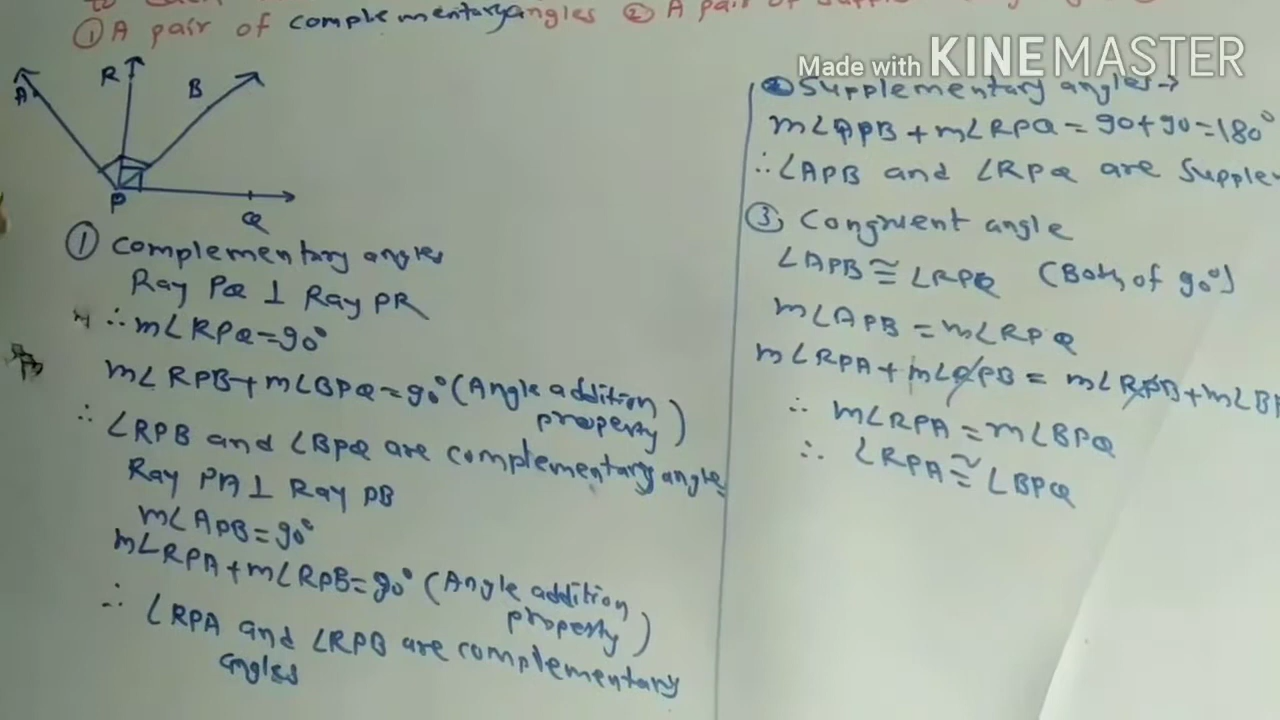 ① A pair of complementary angles ② A pair of
Made with KINEMASTER
A
R
B
P
Q
① Complementary angles
Ray PQ ⊥ Ray PR
∴ m∠RPQ=90°
m∠RPB+m∠BPQ=90° (Angle addition
property)
∴ ∠RPB and ∠BPQ are complementary angles
Ray PA ⊥ Ray PB
m∠APB=90°
m∠RPA+m∠RPB=90° (Angle addition
property)
∴ ∠RPA and ∠RPB are complementary
angles
② Supplementary angles→
m∠APB+m∠RPQ=90+90=180°
∴ ∠APB and ∠RPQ are Supple
③ Congruent angle
∠APB≅∠RPQ (Both of 90°)
m∠APB=m∠RPQ
m∠RPA+m∠RPB = m∠RPB+m∠BP
∴ m∠RPA=m∠BPQ
∴ ∠RPA≅∠BPQ